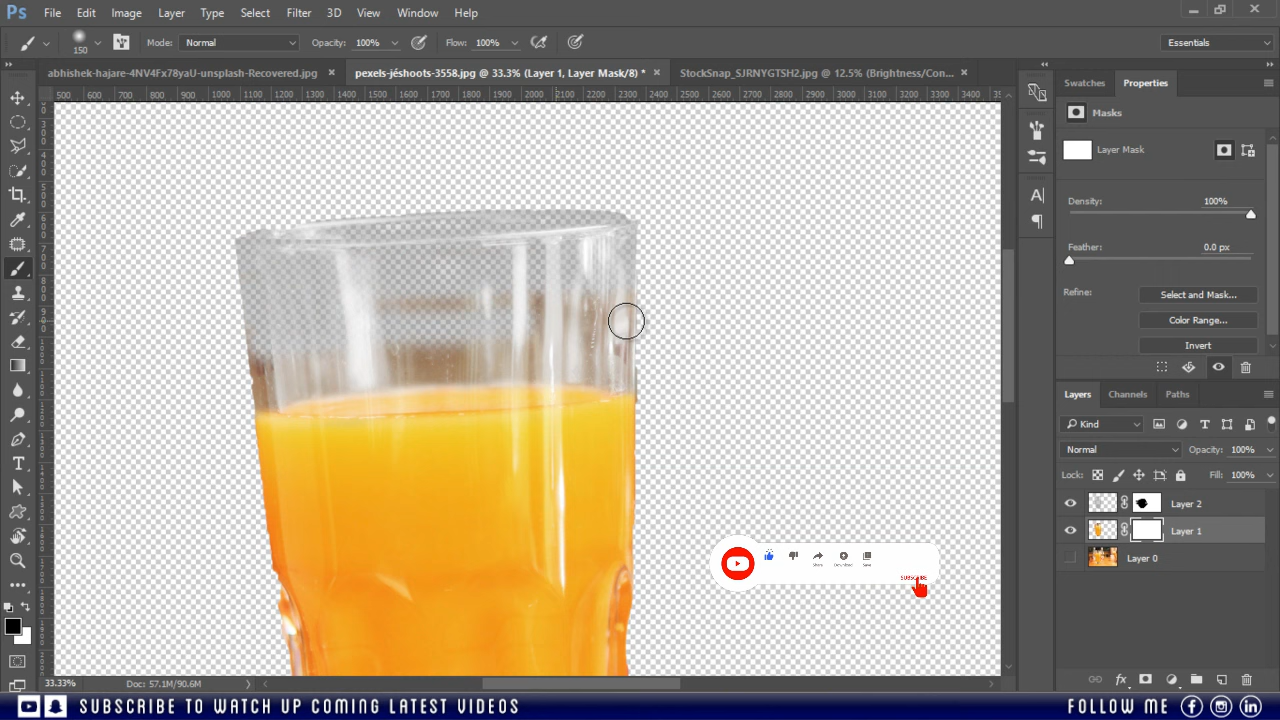 Ps File Edit Image Layer Type Select Filter 3D View Window Help
150 Mode: Normal Opacity: 100% Flow: 100% Essentials
abhishek-hajare-4NV4Fx78yaU-unsplash-Recovered.jpg × pexels-jéshoots-3558.jpg @ 33.3% (Layer 1, Layer Mask/8) * × StockSnap_SJRNYGTSH2.jpg @ 12.5% (Brightness/Con... ×
500 600 700 800 900 1000 1100 1200 1300 1400 1500 1600 1700 1800 1900 2000 2100 2200 2300 2400 2500 2600 2700 2800 2900 3000 3100 3200 3300 3400
Swatches Properties
Masks
Layer Mask
Density: 100%
Feather: 0.0 px
Refine: Select and Mask...
Color Range...
Invert
Layers Channels Paths
Kind
Normal Opacity: 100%
Lock: Fill: 100%
Layer 2
Layer 1
Layer 0
Share Download Save
SUBSCRIBE
33.33% Doc: 57.1M/90.6M
SUBSCRIBE TO WATCH UP COMING LATEST VIDEOS FOLLOW ME